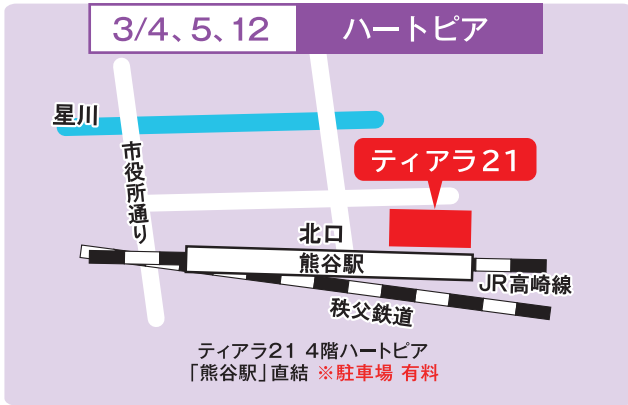 3/4、5、12 ハートピア
星川
ティアラ21
市役所通り
北口
熊谷駅
JR高崎線
秩父鉄道
ティアラ21 4階ハートピア
「熊谷駅」直結 ※駐車場 有料